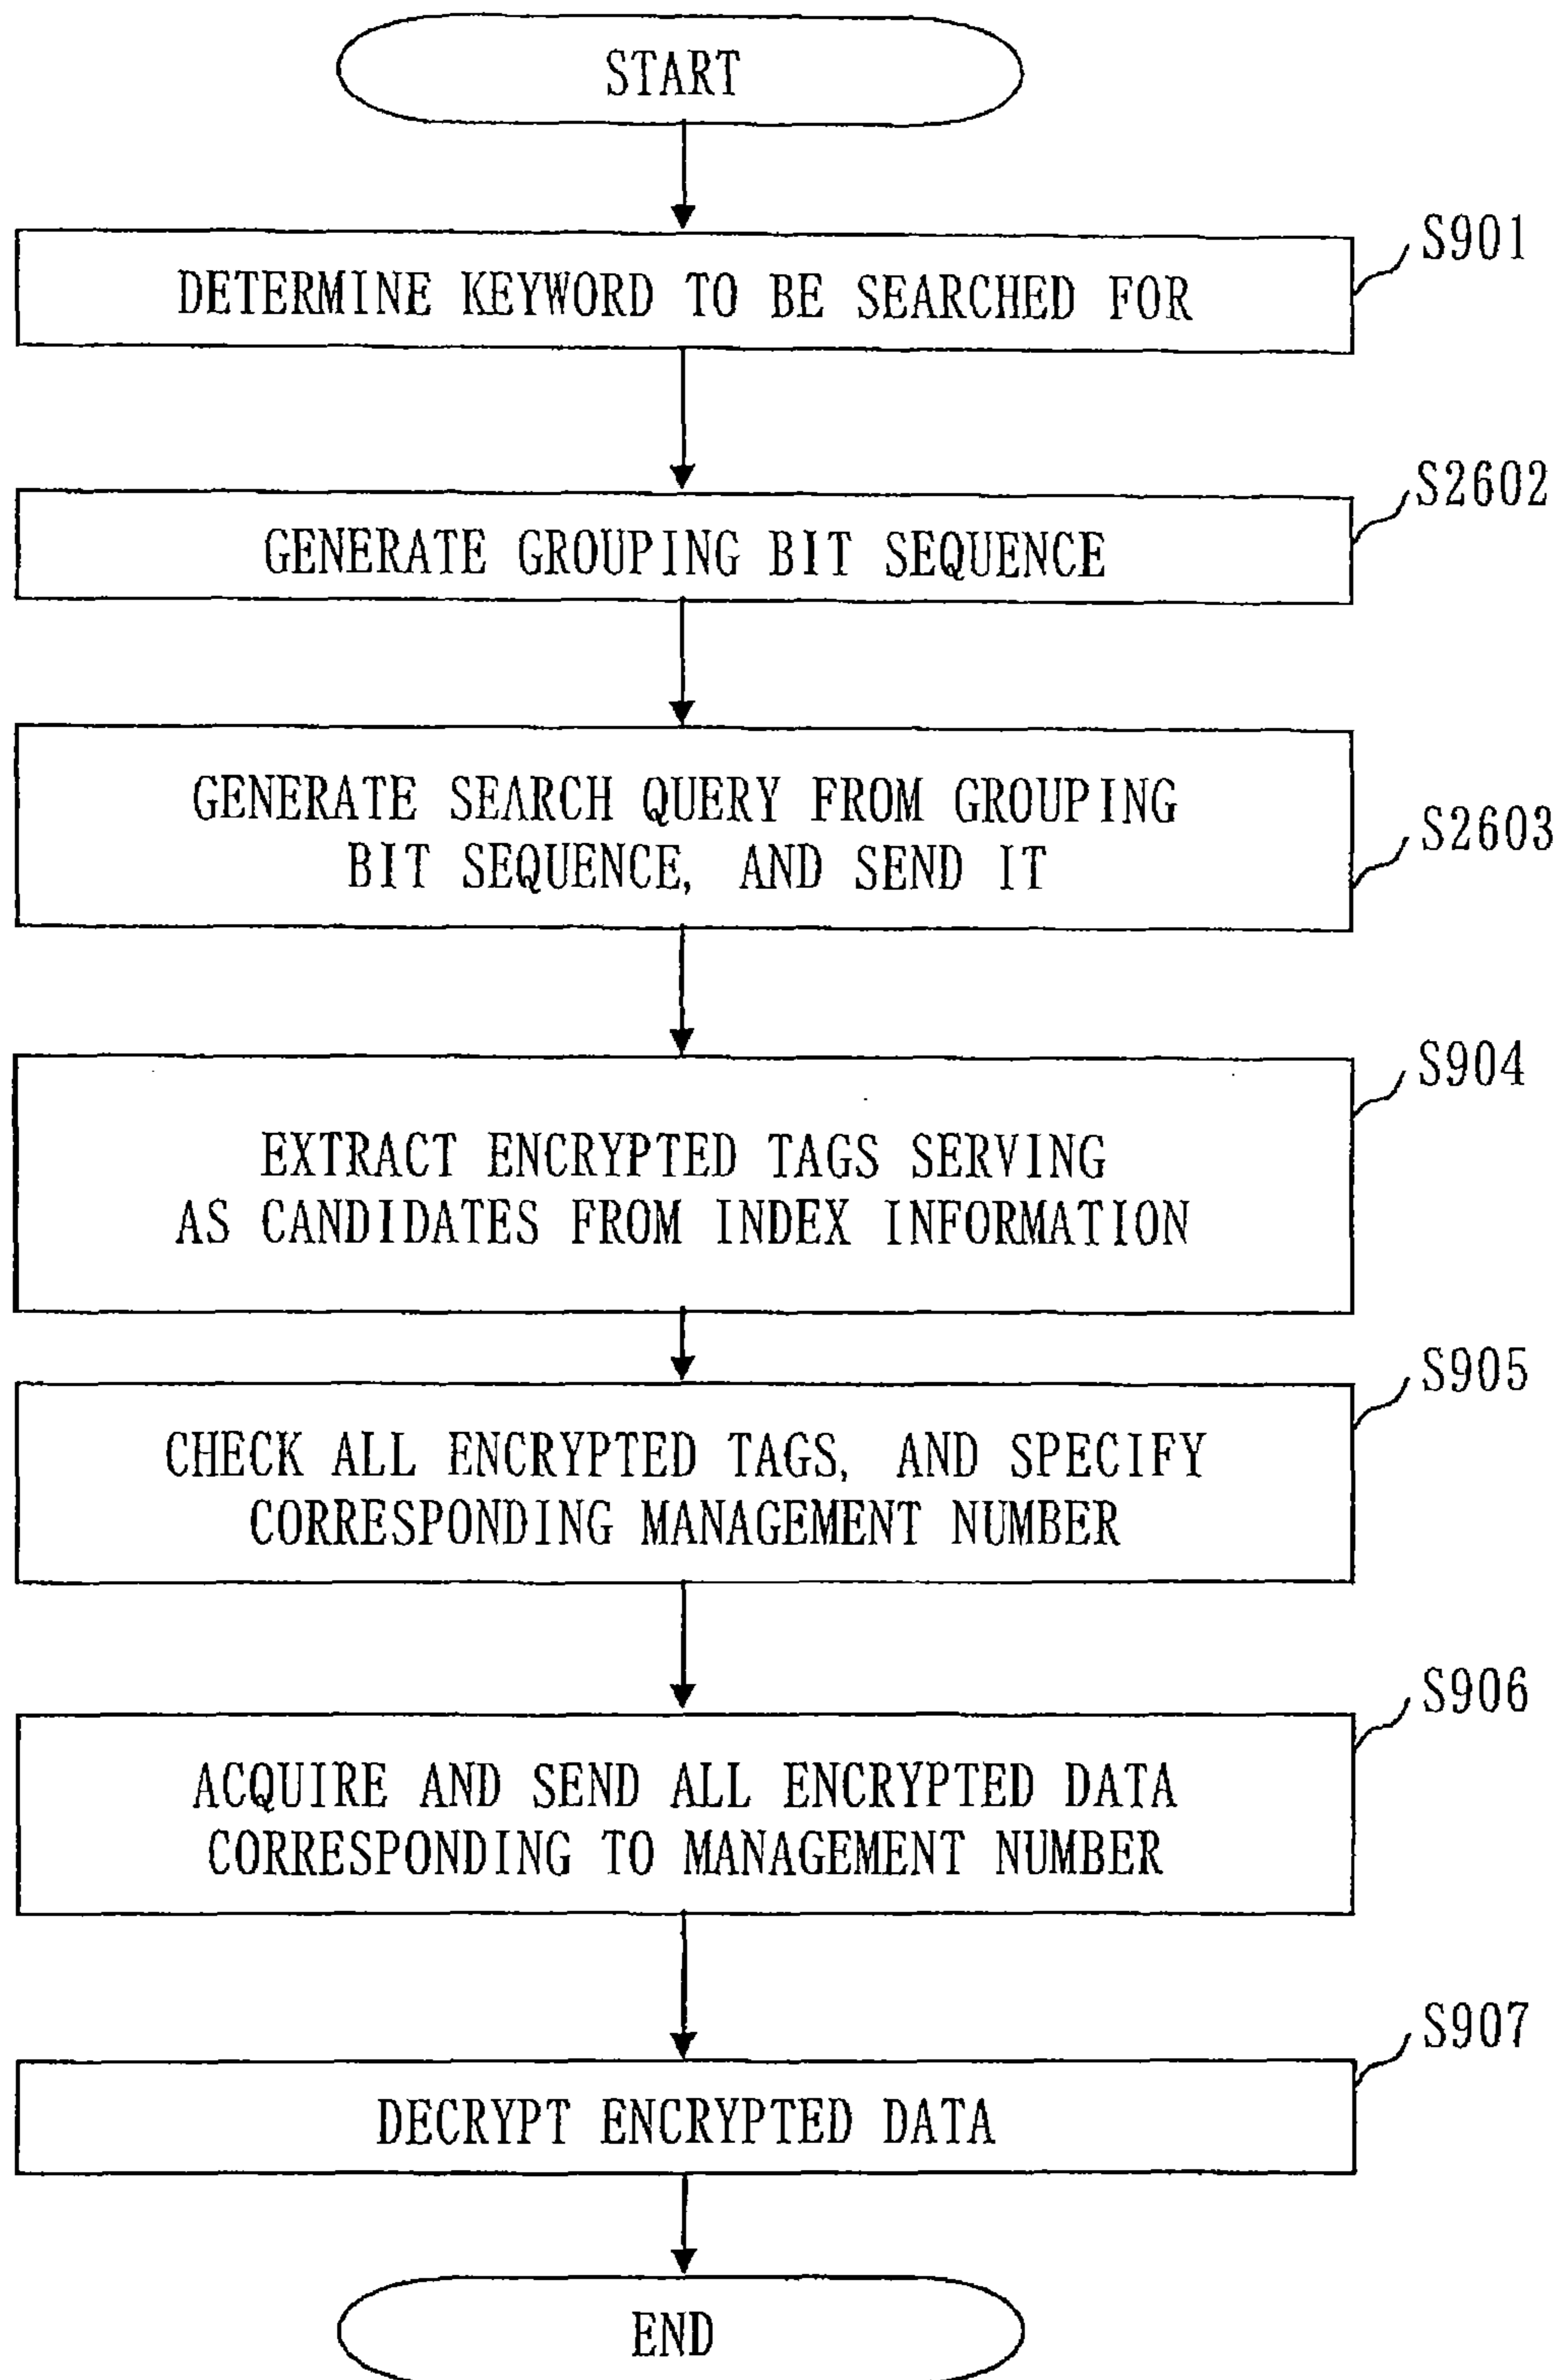 START
S901
DETERMINE KEYWORD TO BE SEARCHED FOR
S2602
GENERATE GROUPING BIT SEQUENCE
GENERATE SEARCH QUERY FROM GROUPING
BIT SEQUENCE, AND SEND IT
S2603
S904
EXTRACT ENCRYPTED TAGS SERVING
AS CANDIDATES FROM INDEX INFORMATION
S905
CHECK ALL ENCRYPTED TAGS, AND SPECIFY
CORRESPONDING MANAGEMENT NUMBER
S906
ACQUIRE AND SEND ALL ENCRYPTED DATA
CORRESPONDING TO MANAGEMENT NUMBER
S907
DECRYPT ENCRYPTED DATA
END